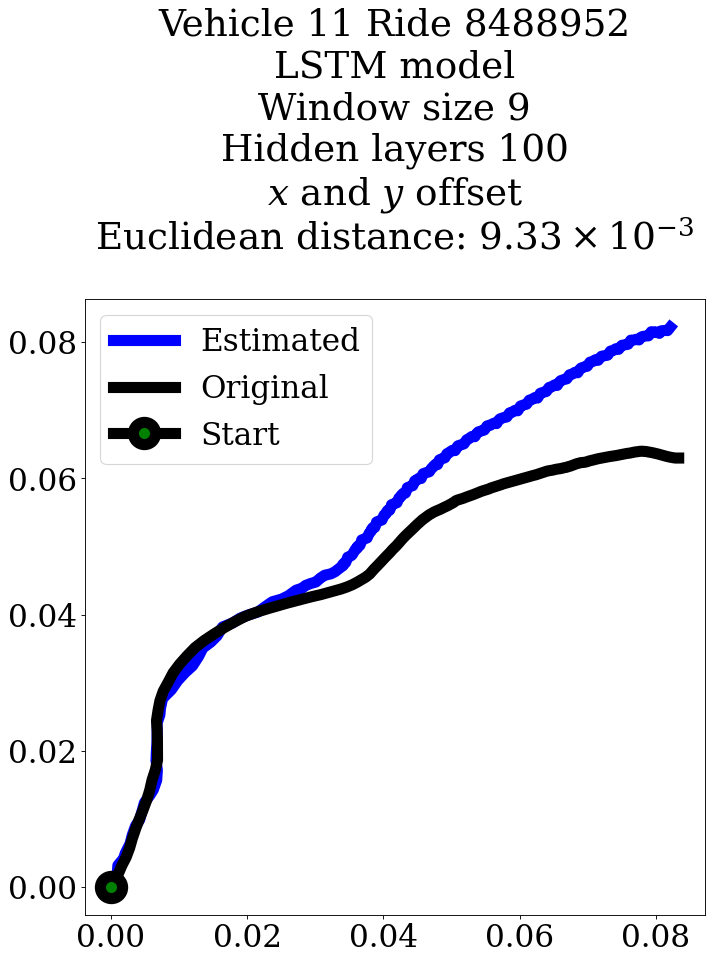 Vehicle 11 Ride 8488952
LSTM model
Window size 9
Hidden layers 100
x and y offset
Euclidean distance: 9.33 × 10⁻³
Estimated
Original
Start
0.08
0.06
0.04
0.02
0.00
0.00 0.02 0.04 0.06 0.08